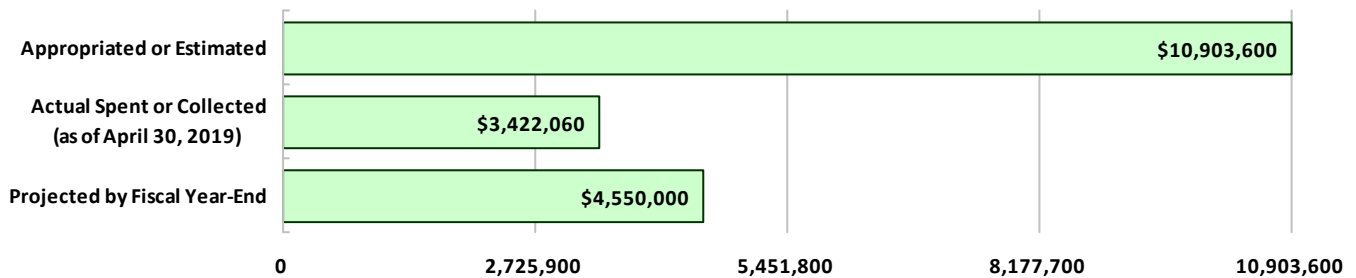 Appropriated or Estimated
$10,903,600
Actual Spent or Collected
(as of April 30, 2019)
$3,422,060
Projected by Fiscal Year-End
$4,550,000
0 2,725,900 5,451,800 8,177,700 10,903,600